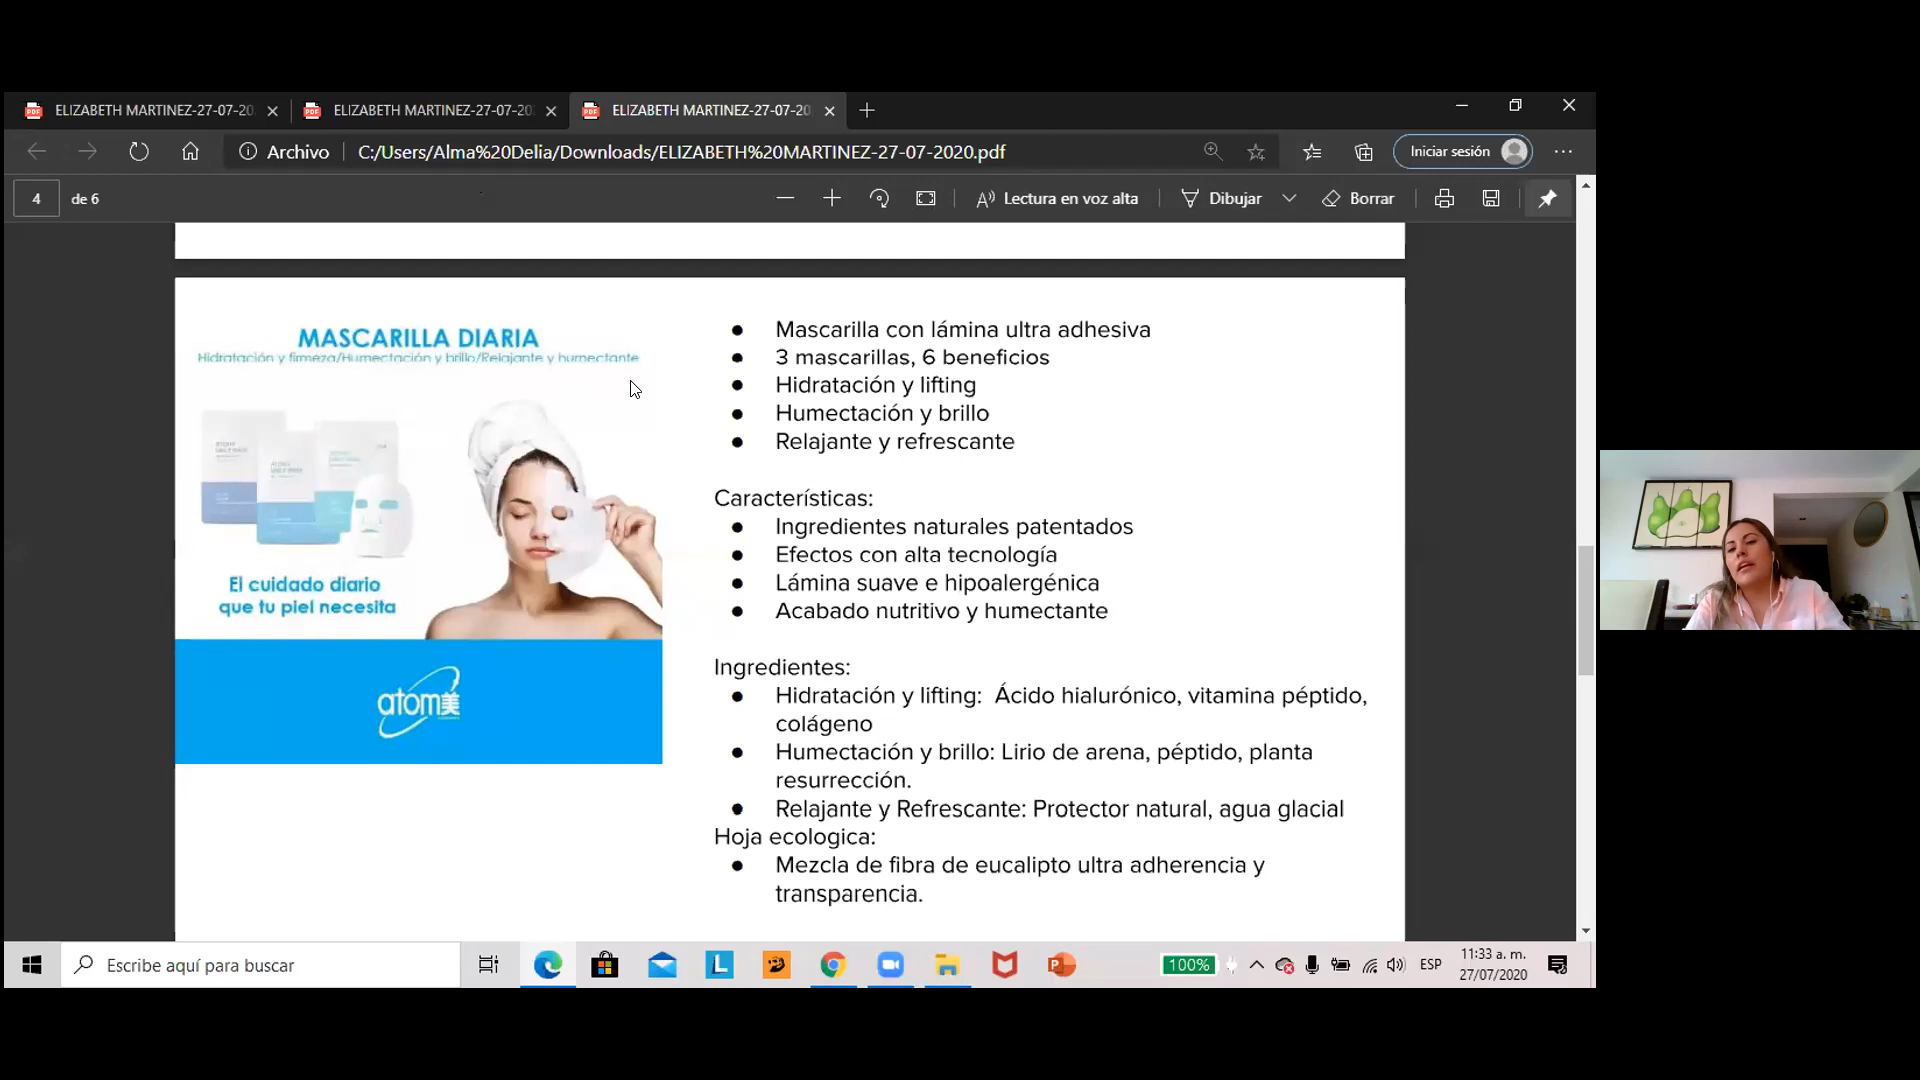 ELIZABETH MARTINEZ-27-07-20
ELIZABETH MARTINEZ-27-07-20
ELIZABETH MARTINEZ-27-07-20
Archivo
C:/Users/Alma%20Delia/Downloads/ELIZABETH%20MARTINEZ-27-07-2020.pdf
Iniciar sesión
4
de 6
Lectura en voz alta
Dibujar
Borrar
MASCARILLA DIARIA
Hidratación y firmeza/Humectación y brillo/Relajante y humectante
El cuidado diario
que tu piel necesita
atom美
● Mascarilla con lámina ultra adhesiva
● 3 mascarillas, 6 beneficios
● Hidratación y lifting
● Humectación y brillo
● Relajante y refrescante
Características:
● Ingredientes naturales patentados
● Efectos con alta tecnología
● Lámina suave e hipoalergénica
● Acabado nutritivo y humectante
Ingredientes:
● Hidratación y lifting: Ácido hialurónico, vitamina péptido,
colágeno
● Humectación y brillo: Lirio de arena, péptido, planta
resurrección.
● Relajante y Refrescante: Protector natural, agua glacial
Hoja ecologica:
● Mezcla de fibra de eucalipto ultra adherencia y
transparencia.
Escribe aquí para buscar
100%
ESP
11:33 a. m.
27/07/2020